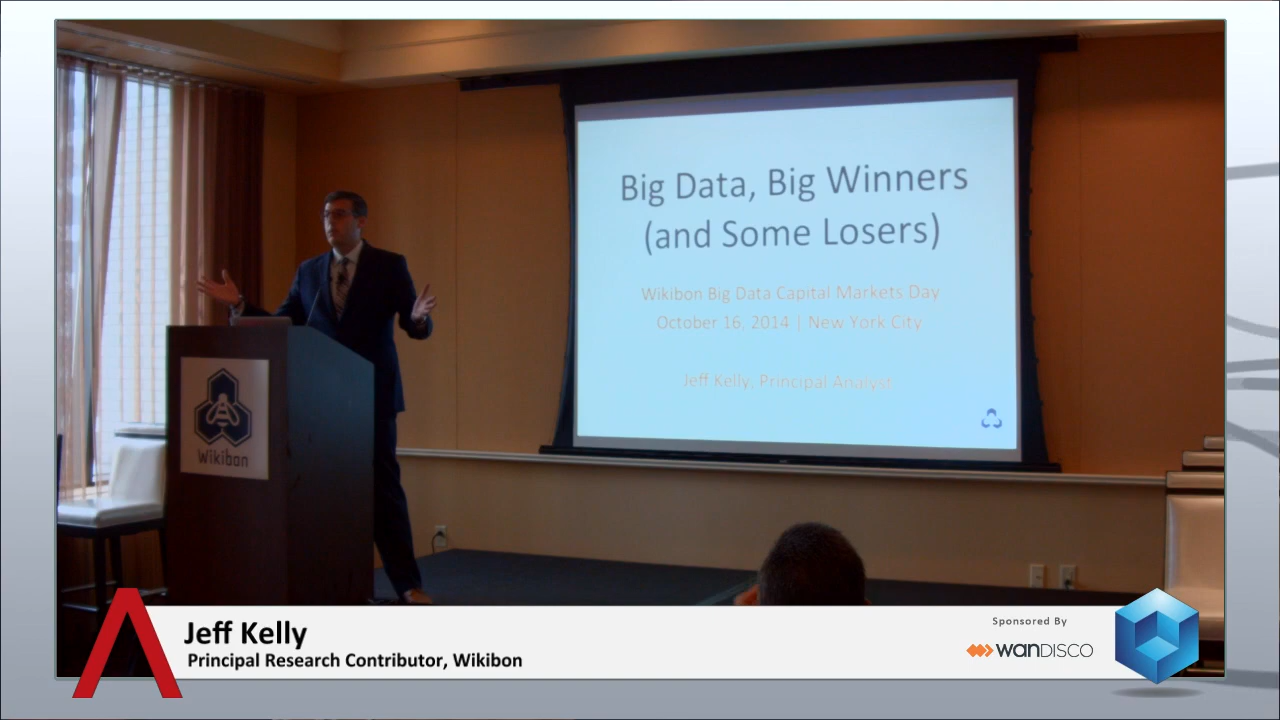 Big Data, Big Winners
(and Some Losers)
Wikibon Big Data Capital Markets Day
October 16, 2014 | New York City
Jeff Kelly, Principal Analyst
Wikibon
Jeff Kelly
Principal Research Contributor, Wikibon
Sponsored By
WANDISCO